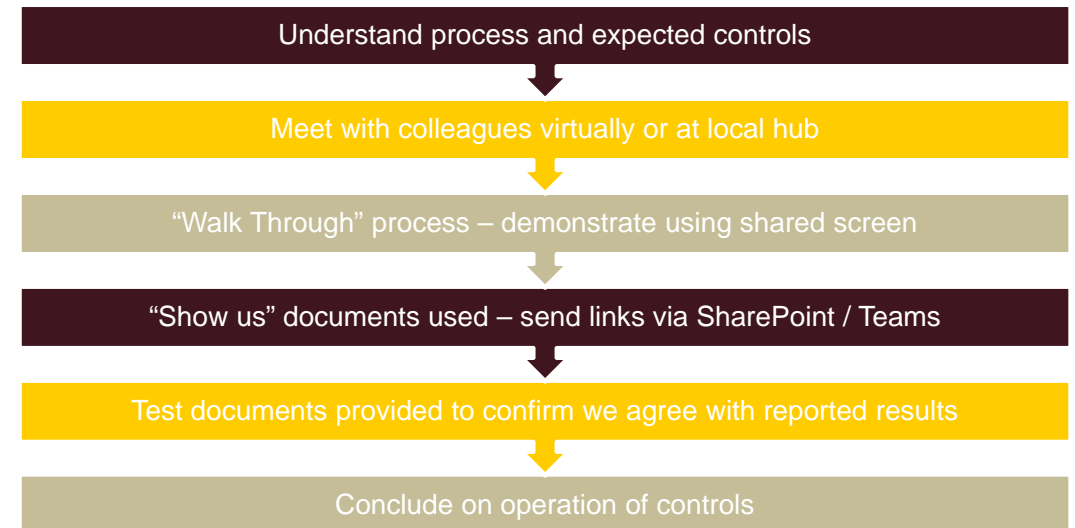 Understand process and expected controls
Meet with colleagues virtually or at local hub
“Walk Through” process – demonstrate using shared screen
“Show us” documents used – send links via SharePoint / Teams
Test documents provided to confirm we agree with reported results
Conclude on operation of controls